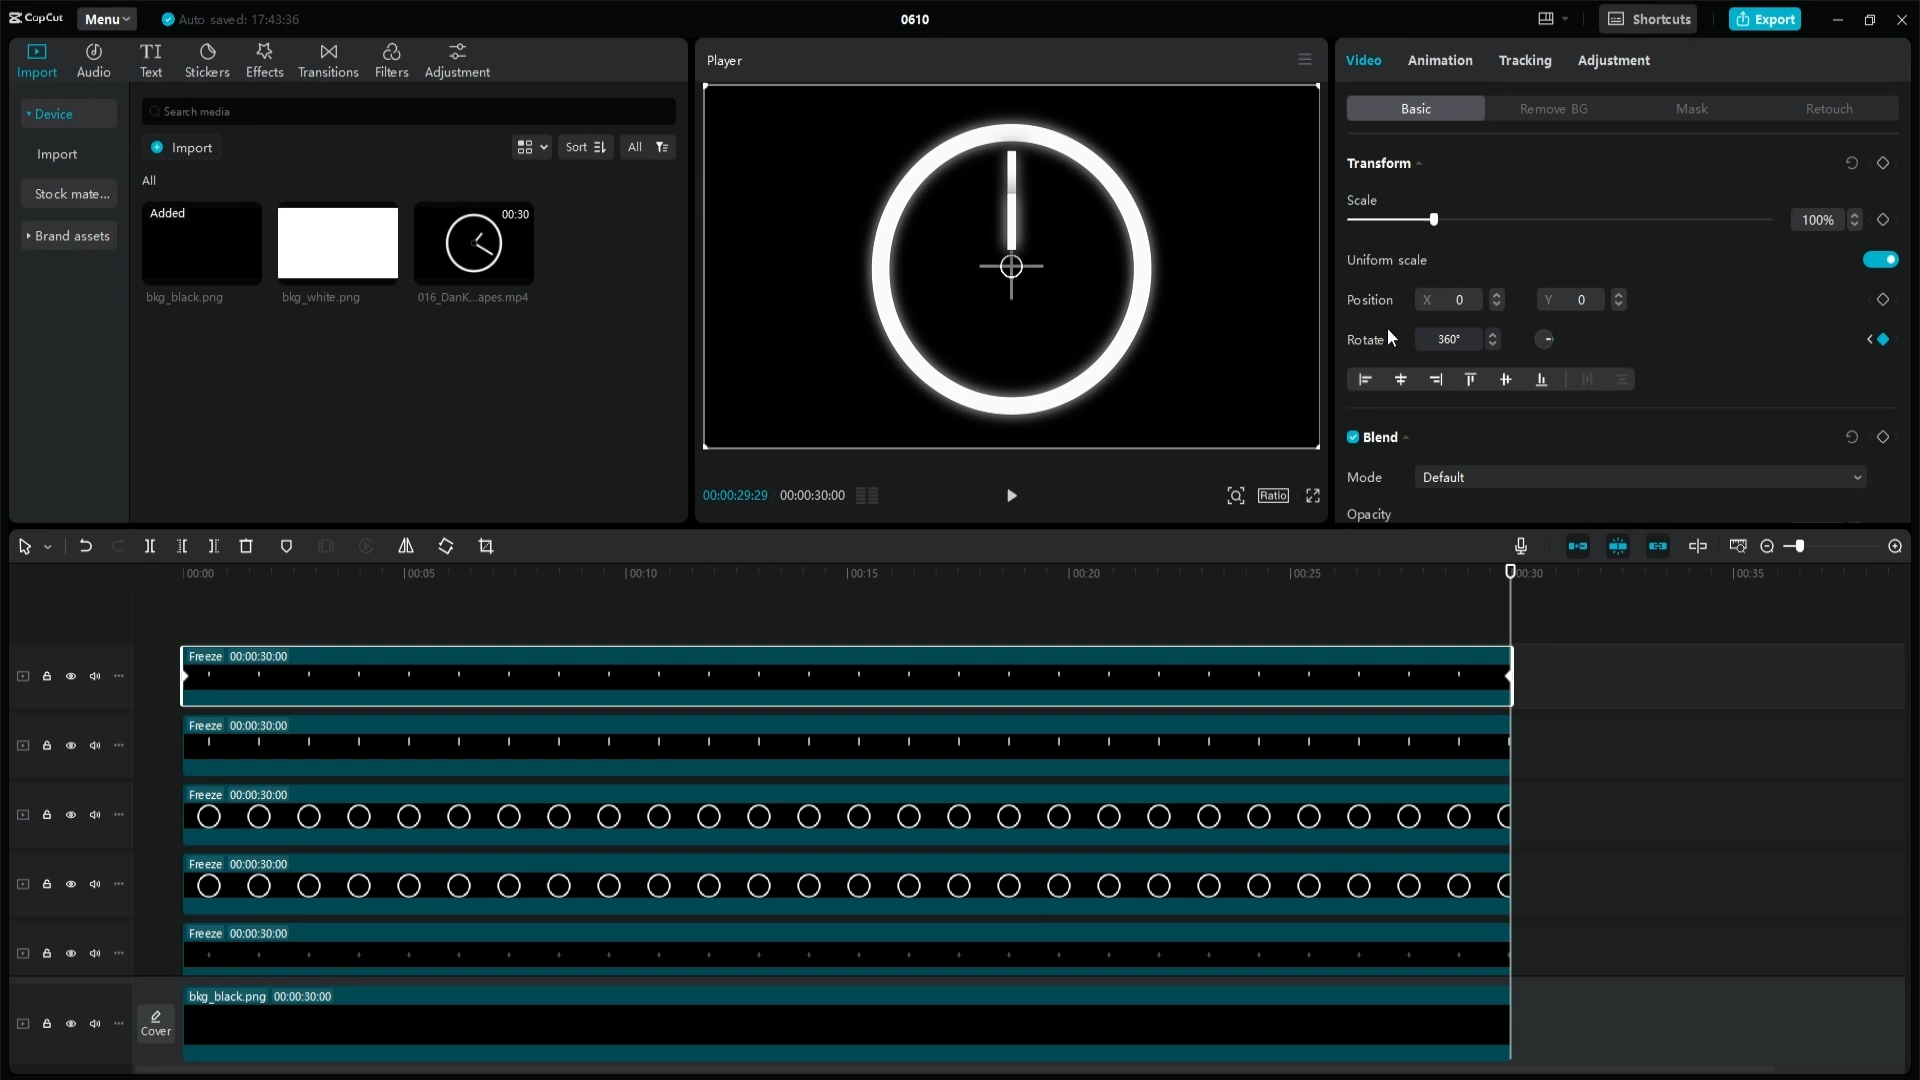 CapCut
Menu
Auto saved: 17:43:36
0610
Shortcuts
Export
Import
Audio
TI
Text
Stickers
Effects
Transitions
Filters
Adjustment
Device
Import
Stock mate...
Brand assets
Search media
Import
Sort
All
All
Added
bkg_black.png
bkg_white.png
00:30
016_DanK...apes.mp4
Player
00:00:29:29
00:00:30:00
Ratio
Video
Animation
Tracking
Adjustment
Basic
Remove BG
Mask
Retouch
Transform
Scale
100%
Uniform scale
Position
X 0
Y 0
Rotate
360°
Blend
Mode
Default
Opacity
00:00
00:05
00:10
00:15
00:20
00:25
00:30
00:35
Freeze 00:00:30:00
Freeze 00:00:30:00
Freeze 00:00:30:00
Freeze 00:00:30:00
Freeze 00:00:30:00
Cover
bkg_black.png 00:00:30:00